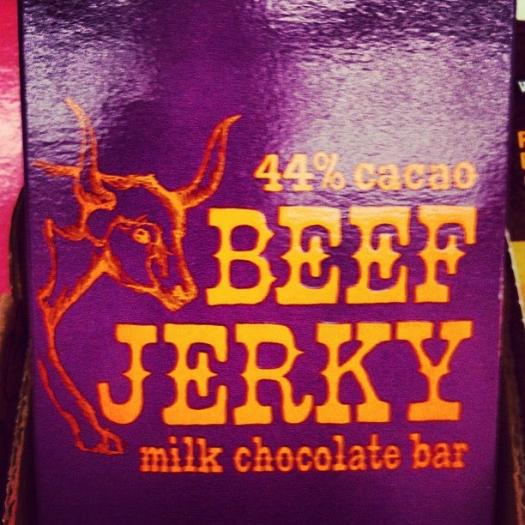 44% cacao
BEEF
JERKY
milk chocolate bar